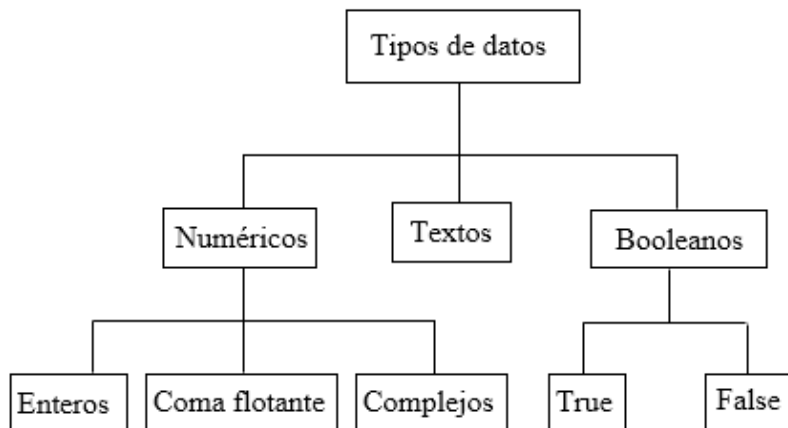 Tipos de datos
Numéricos
Textos
Booleanos
Enteros
Coma flotante
Complejos
True
False